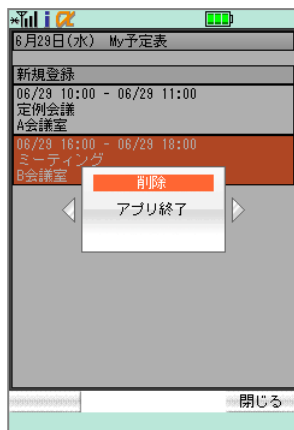 6月29日(水) My予定表
新規登録
06/29 10:00 - 06/29 11:00
定例会議
A会議室
06/29 16:00 - 06/29 18:00
ミーティング
B会議室
削除
アプリ終了
閉じる